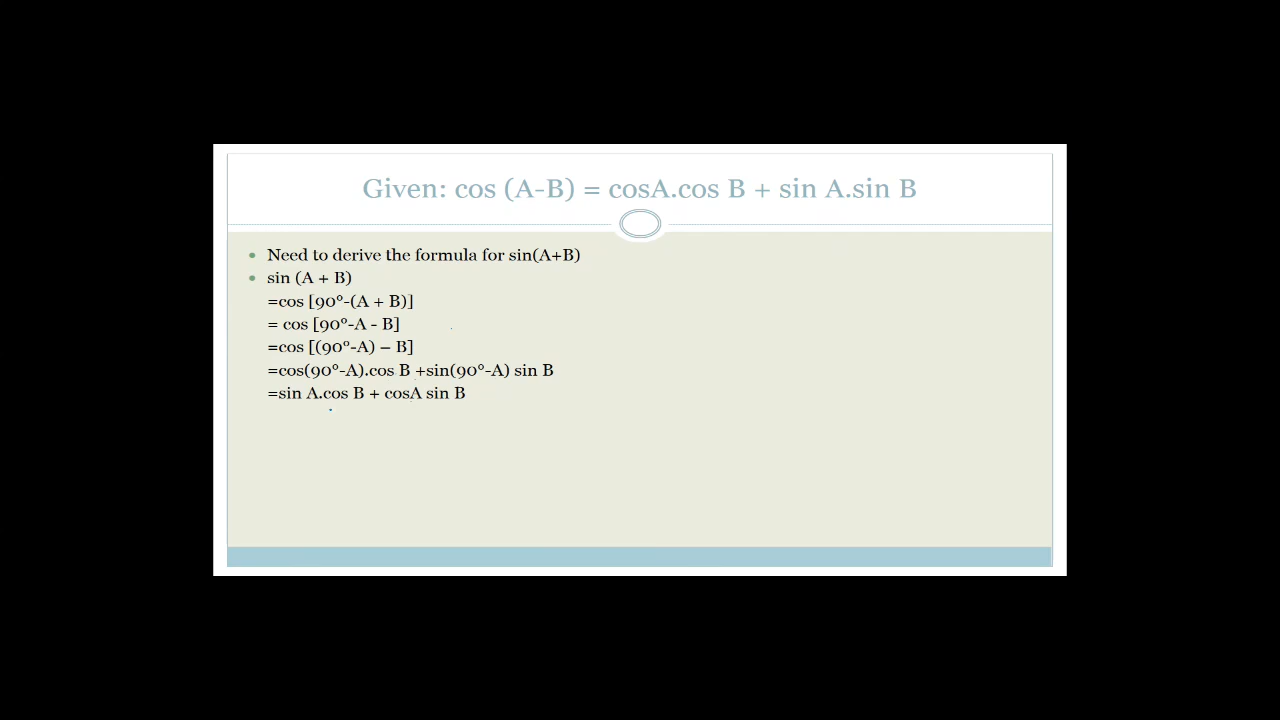 Given: cos (A-B) = cosA.cos B + sin A.sin B
• Need to derive the formula for sin(A+B)
• sin (A + B)
=cos [90°-(A + B)]
= cos [90°-A - B]
=cos [(90°-A) – B]
=cos(90°-A).cos B +sin(90°-A) sin B
=sin A.cos B + cosA sin B